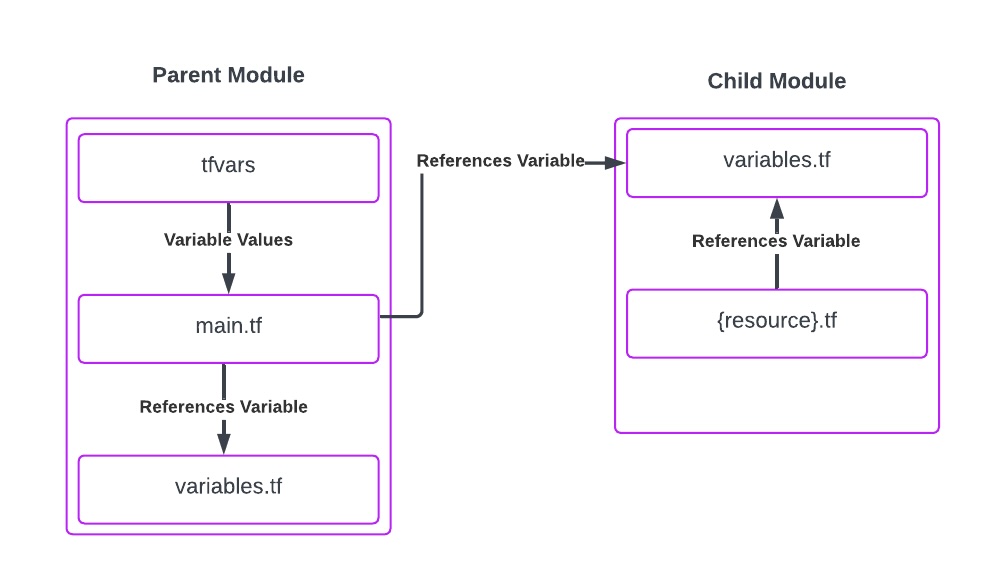 Parent Module
tfvars
Variable Values
main.tf
References Variable
variables.tf
References Variable
Child Module
variables.tf
References Variable
{resource}.tf